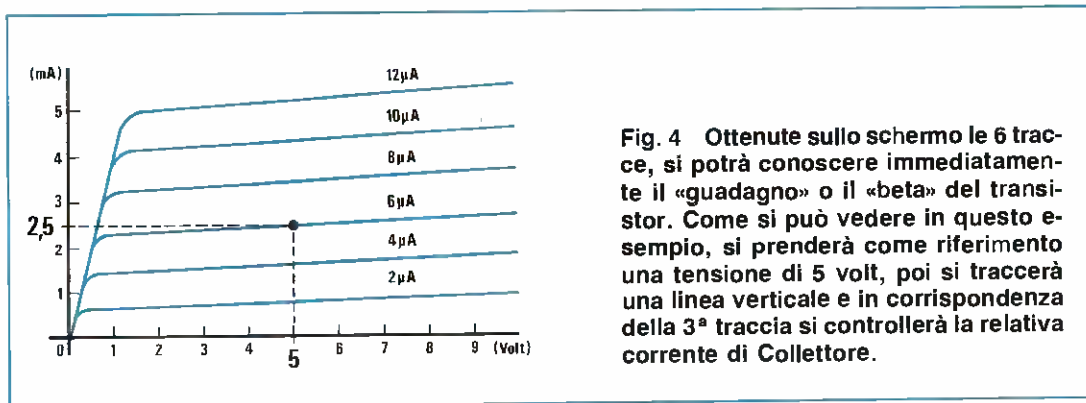 (mA)
12µA
5
10µA
4
8µA
3
6µA
2,5
2
4µA
1
2µA
0 1 2 3 4 5 6 7 8 9 (Volt)
Fig. 4 Ottenute sullo schermo le 6 trac-
ce, si potrà conoscere immediatamen-
te il «guadagno» o il «beta» del transi-
stor. Come si può vedere in questo e-
sempio, si prenderà come riferimento
una tensione di 5 volt, poi si traccerà
una linea verticale e in corrispondenza
della 3ª traccia si controllerà la relativa
corrente di Collettore.